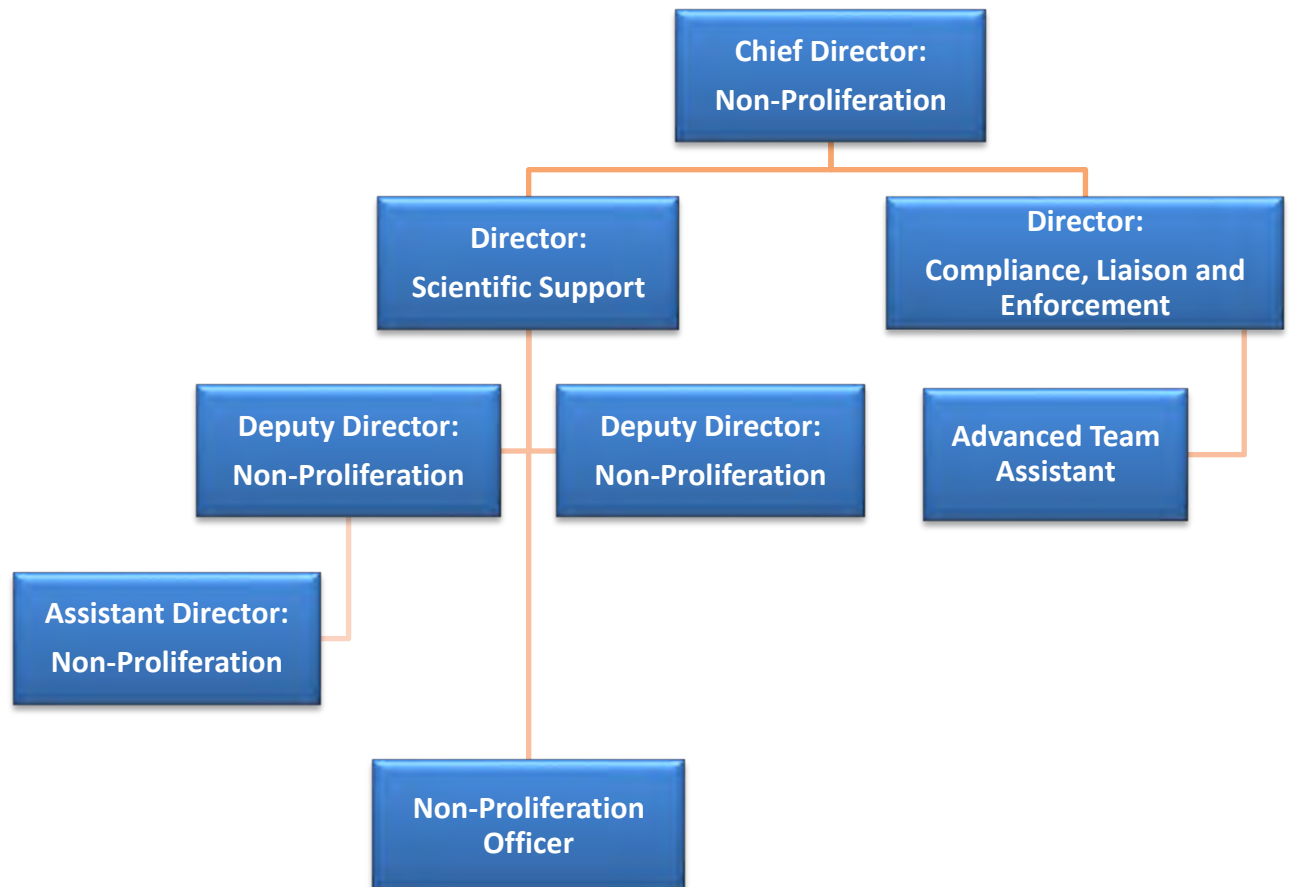 Chief Director:
Non-Proliferation
Director:
Scientific Support
Director:
Compliance, Liaison and
Enforcement
Deputy Director:
Non-Proliferation
Deputy Director:
Non-Proliferation
Advanced Team
Assistant
Assistant Director:
Non-Proliferation
Non-Proliferation
Officer